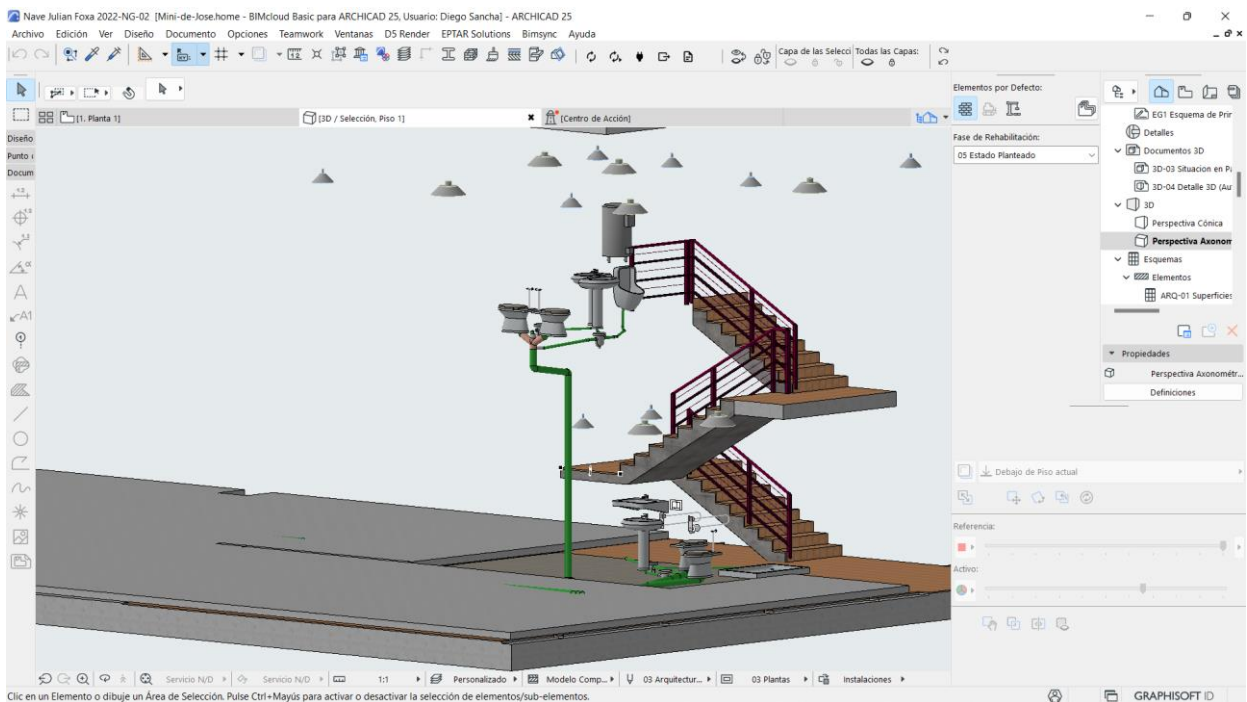 Nave Julian Foxa 2022-NG-02 [Mini-de-Jose.home - BIMcloud Basic para ARCHICAD 25, Usuario: Diego Sancha] - ARCHICAD 25
Archivo Edición Ver Diseño Documento Opciones Teamwork Ventanas D5 Render EPTAR Solutions Bimsync Ayuda
Capa de las Selecci Todas las Capas:
[1. Planta 1] [3D / Selección, Piso 1] [Centro de Acción]
Diseño
Punto
Docum
A
A1
Elementos por Defecto:
Fase de Rehabilitación:
05 Estado Planteado
EG1 Esquema de Prir
Detalles
Documentos 3D
3D-03 Situacion en
3D-04 Detalle 3D (Au
3D
Perspectiva Cónica
Perspectiva Axonom
Esquemas
Elementos
ARQ-01 Superficies
Propiedades
Perspectiva Axonométr...
Definiciones
Debajo de Piso actual
Referencia:
Activo:
Servicio N/D Servicio N/D 1:1 Personalizado Modelo Comp... 03 Arquitectur... 03 Plantas Instalaciones
Clic en un Elemento o dibuje un Área de Selección. Pulse Ctrl+Mayús para activar o desactivar la selección de elementos/sub-elementos.
GRAPHISOFT ID